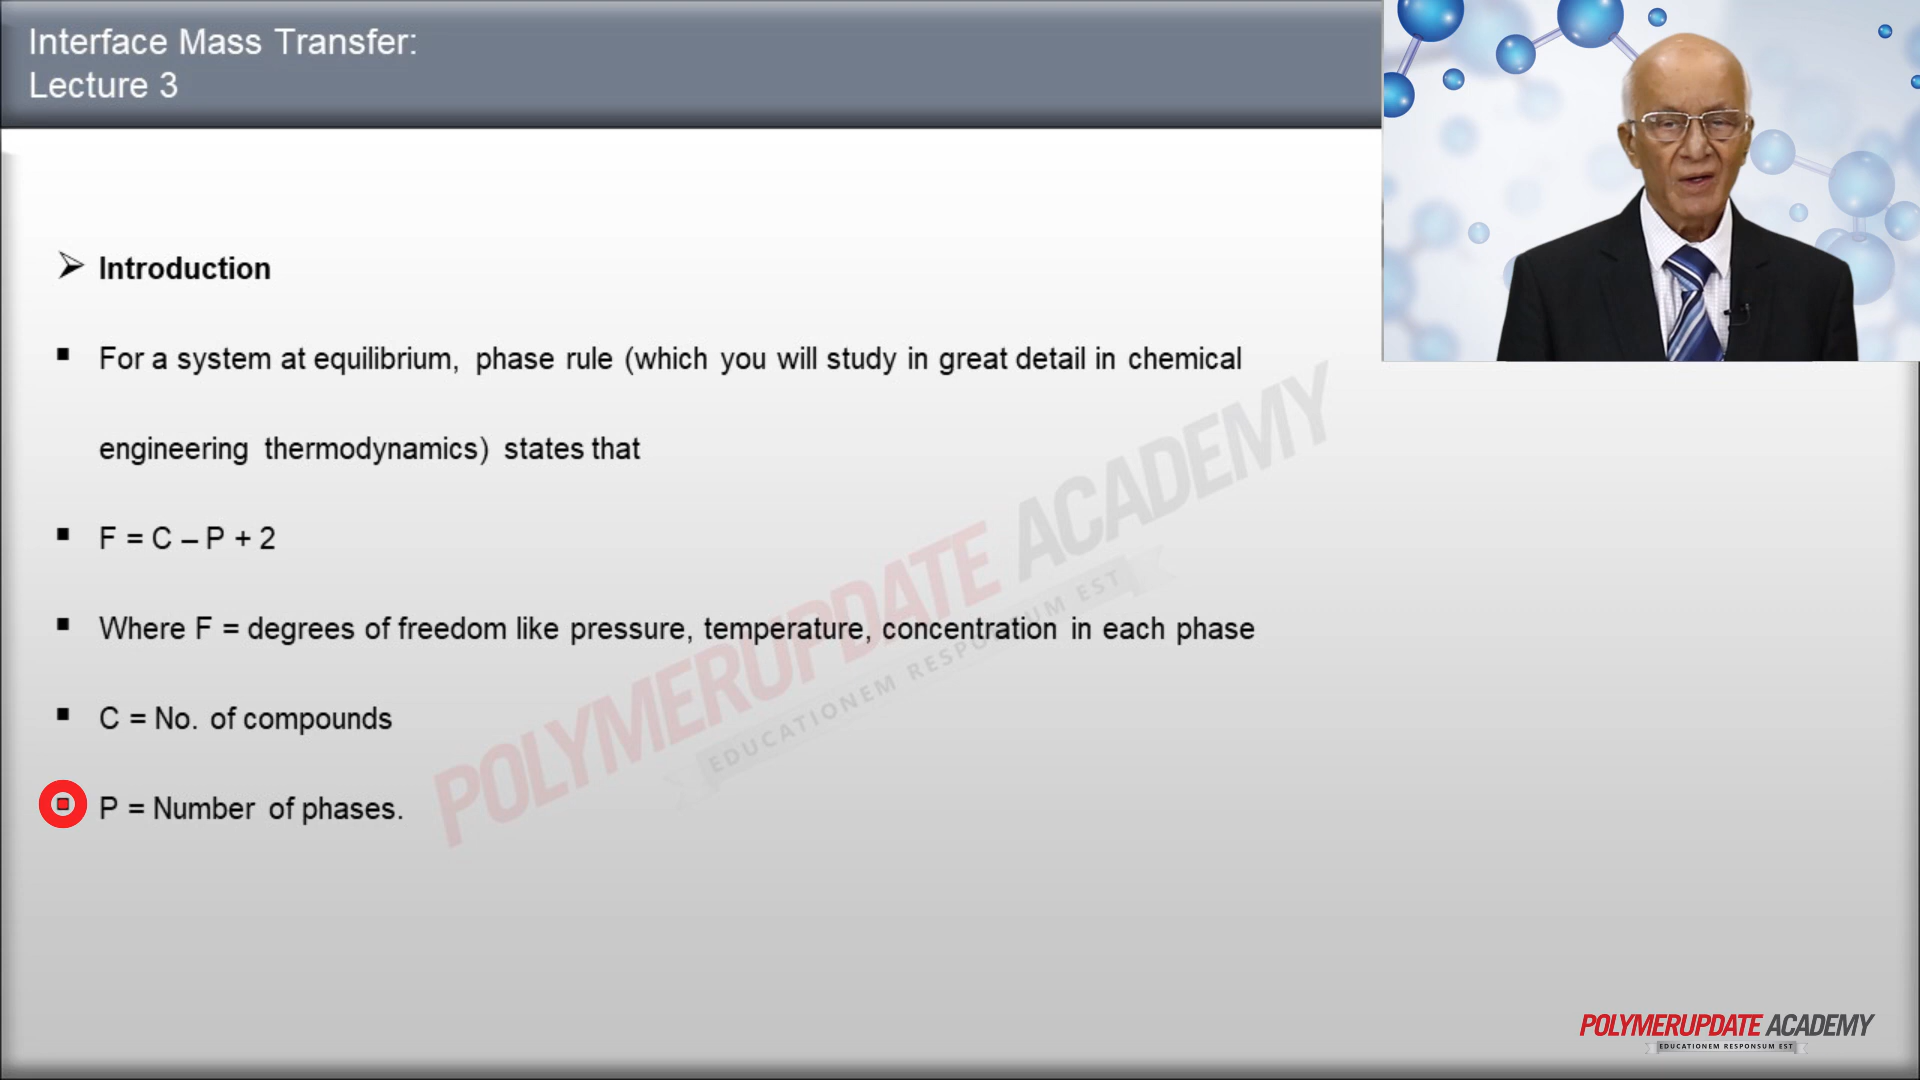 Interface Mass Transfer:
Lecture 3
Introduction
For a system at equilibrium, phase rule (which you will study in great detail in chemical
engineering thermodynamics) states that
F = C – P + 2
Where F = degrees of freedom like pressure, temperature, concentration in each phase
C = No. of compounds
P = Number of phases.
POLYMERUPDATE ACADEMY
EDUCATIONEM RESPONSUM EST
POLYMERUPDATE ACADEMY
EDUCATIONEM RESPONSUM EST